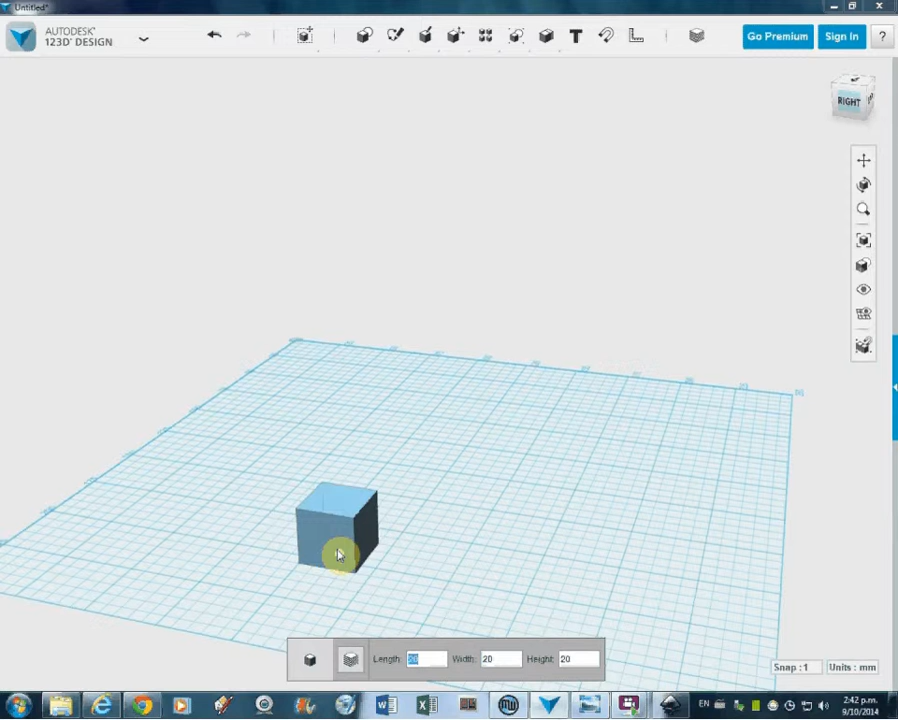 Untitled*
AUTODESK®
123D® DESIGN
Go Premium
Sign In
?
RIGHT
Length:
Width: 20
Height: 20
Snap : 1
Units : mm
EN
2:42 p.m.
9/10/2014